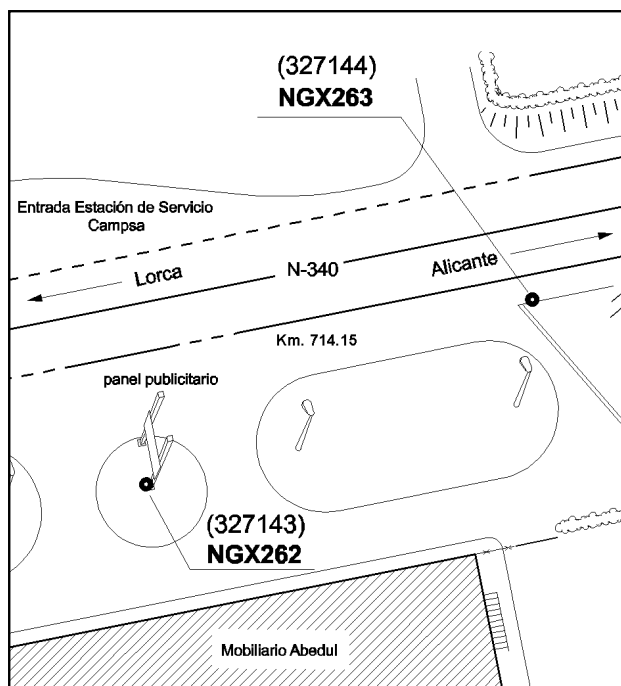 (327144)
NGX263
Entrada Estación de Servicio
Campsa
Lorca
N-340
Alicante
Km. 714.15
panel publicitario
(327143)
NGX262
Mobiliario Abedul